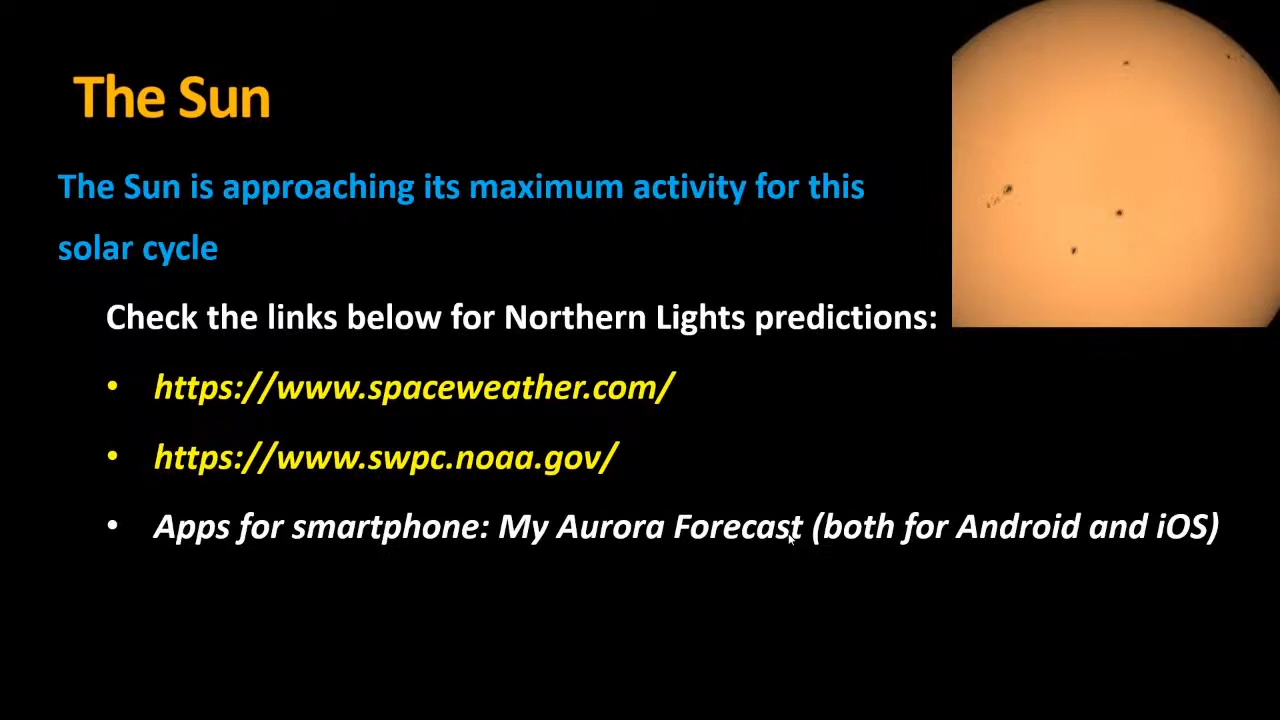 The Sun
The Sun is approaching its maximum activity for this
solar cycle
Check the links below for Northern Lights predictions:
• https://www.spaceweather.com/
• https://www.swpc.noaa.gov/
• Apps for smartphone: My Aurora Forecast (both for Android and iOS)